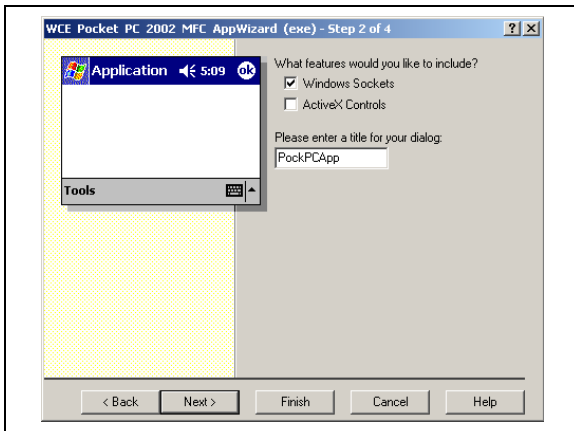 WCE Pocket PC 2002 MFC AppWizard (exe) - Step 2 of 4
Application 5:09 ok
Tools
What features would you like to include?
Windows Sockets
ActiveX Controls
Please enter a title for your dialog:
PockPCApp
< Back Next > Finish Cancel Help